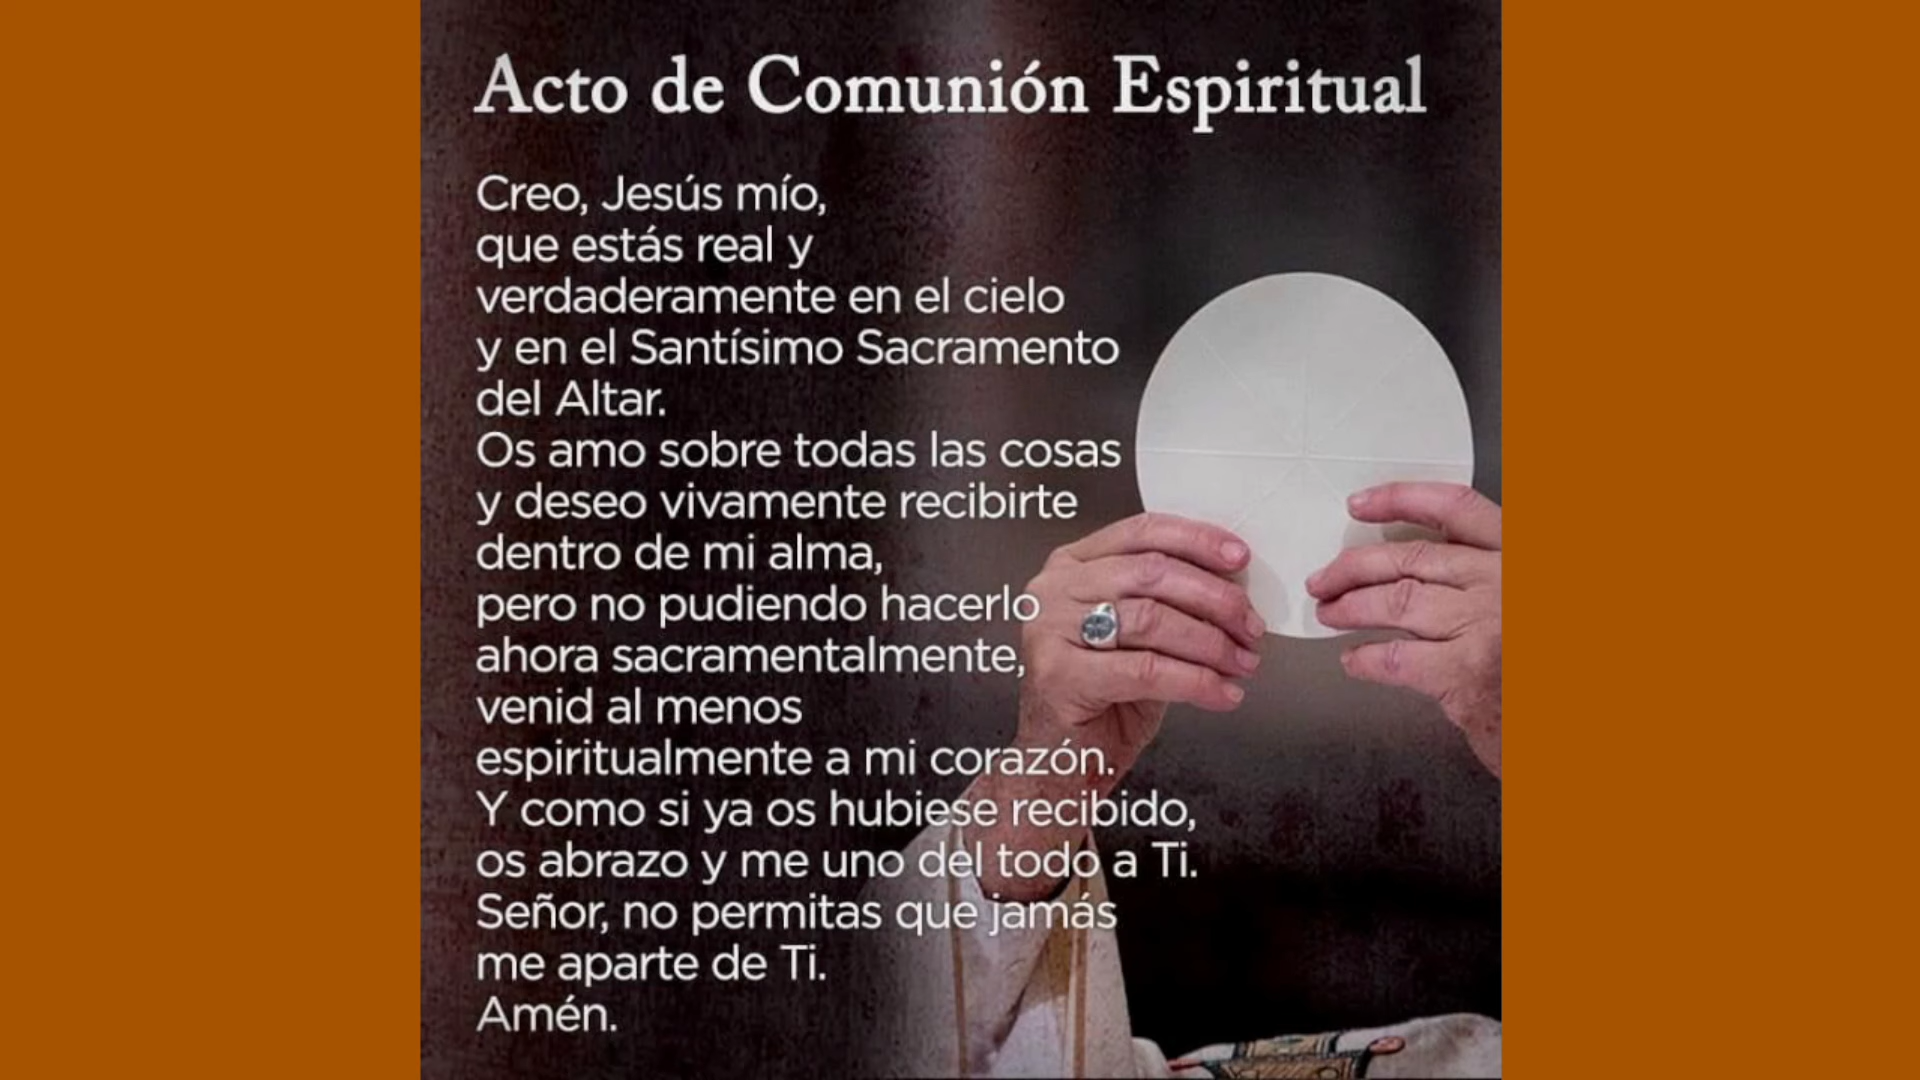 Acto de Comunión Espiritual
Creo, Jesús mío,
que estás real y
verdaderamente en el cielo
y en el Santísimo Sacramento
del Altar.
Os amo sobre todas las cosas
y deseo vivamente recibirte
dentro de mi alma,
pero no pudiendo hacerlo
ahora sacramentalmente,
venid al menos
espiritualmente a mi corazón.
Y como si ya os hubiese recibido,
os abrazo y me uno del todo a Ti.
Señor, no permitas que jamás
me aparte de Ti.
Amén.